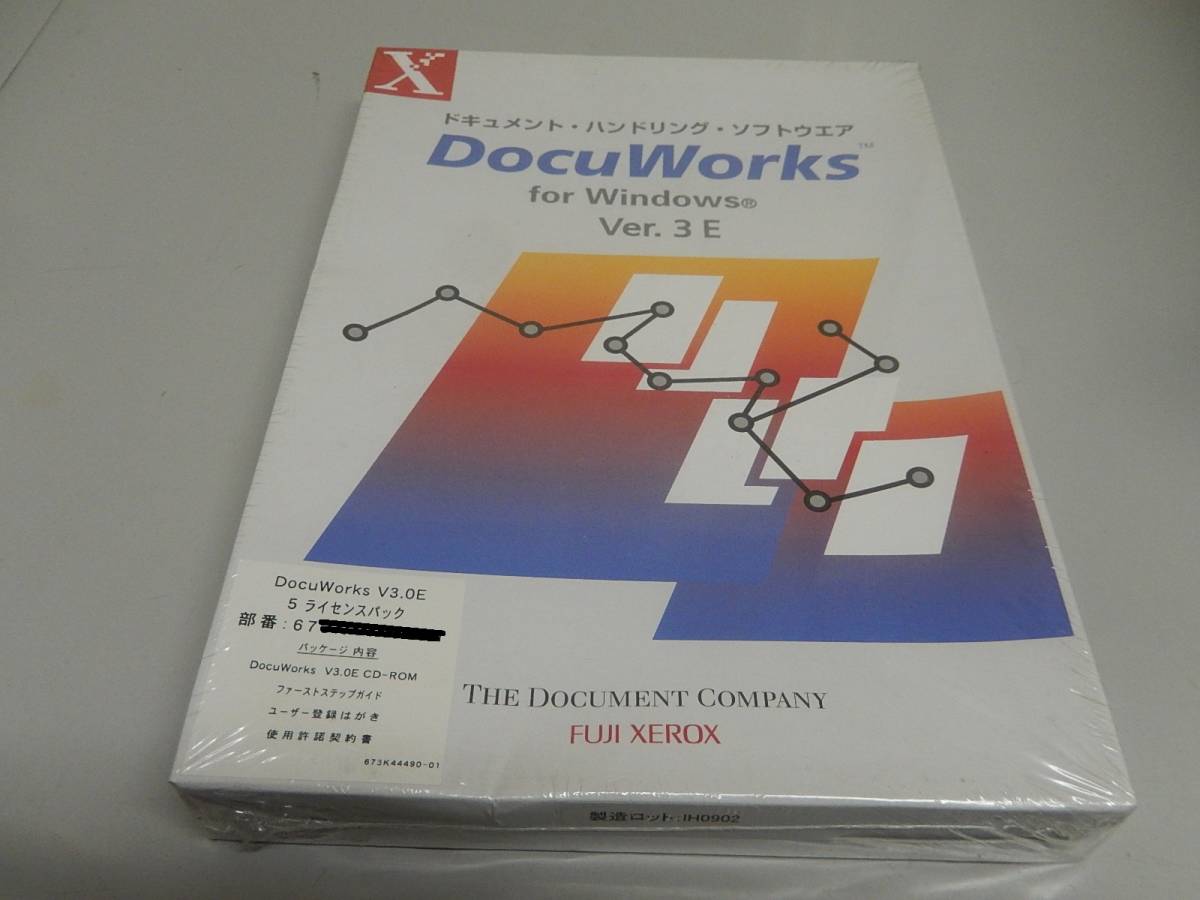 X
ドキュメント・ハンドリング・ソフトウエア
DocuWorks™
for Windows®
Ver. 3 E
DocuWorks V3.0E
5 ライセンスパック
部番:67
パッケージ内容
DocuWorks V3.0E CD-ROM
ファーストステップガイド
ユーザー登録はがき
使用許諾契約書
673K44490-01
THE DOCUMENT COMPANY
FUJI XEROX
製造ロット:IH0902